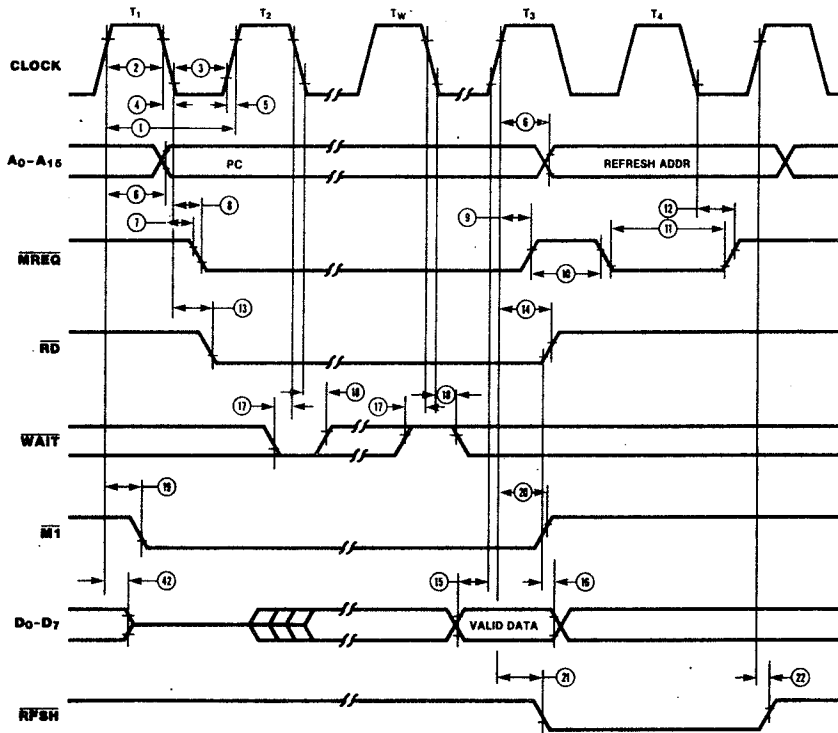 T1 T2 TW T3 T4
CLOCK
2 3
4 5
1 6
A0–A15 PC REFRESH ADDR
6 8 12
7 9 11
MREQ
10
13 14
RD
17 18 17 18
WAIT
19 20
M1
42 15 16
D0–D7 VALID DATA
21 22
RFSH